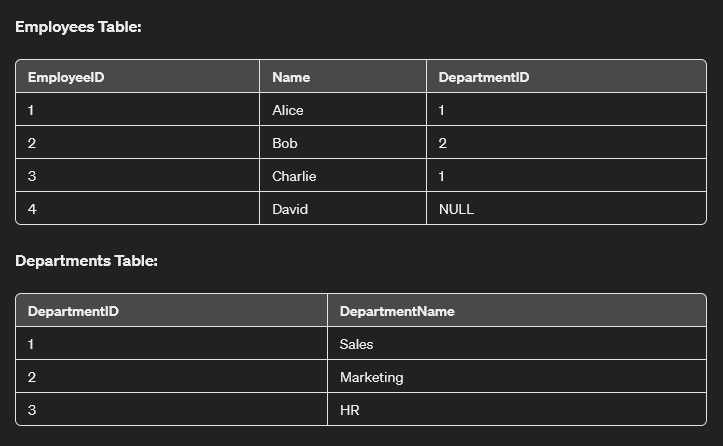 Employees Table:
EmployeeID Name DepartmentID
1 Alice 1
2 Bob 2
3 Charlie 1
4 David NULL
Departments Table:
DepartmentID DepartmentName
1 Sales
2 Marketing
3 HR